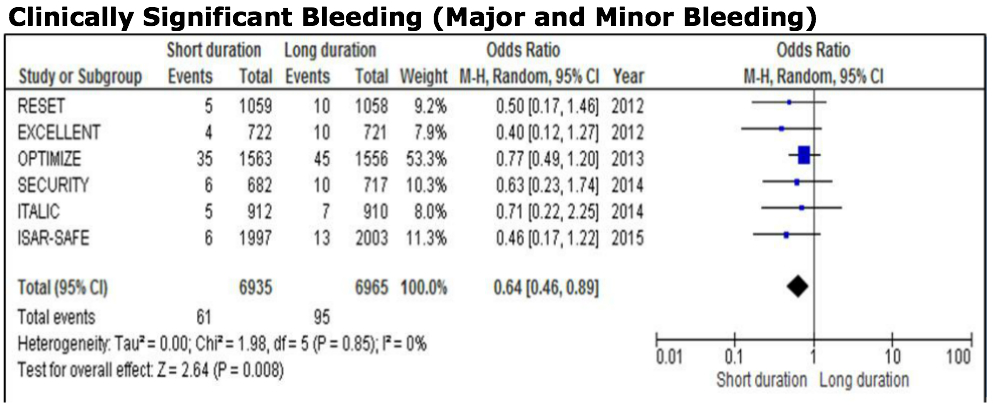 Clinically Significant Bleeding (Major and Minor Bleeding)
Short duration Long duration Odds Ratio Odds Ratio
Study or Subgroup Events Total Events Total Weight M-H, Random, 95% CI Year M-H, Random, 95% CI
RESET 5 1059 10 1058 9.2% 0.50 [0.17, 1.46] 2012
EXCELLENT 4 722 10 721 7.9% 0.40 [0.12, 1.27] 2012
OPTIMIZE 35 1563 45 1556 53.3% 0.77 [0.49, 1.20] 2013
SECURITY 6 682 10 717 10.3% 0.63 [0.23, 1.74] 2014
ITALIC 5 912 7 910 8.0% 0.71 [0.22, 2.25] 2014
ISAR-SAFE 6 1997 13 2003 11.3% 0.46 [0.17, 1.22] 2015
Total (95% CI) 6935 6965 100.0% 0.64 [0.46, 0.89]
Total events 61 95
Heterogeneity: Tau² = 0.00; Chi² = 1.98, df = 5 (P = 0.85); I² = 0%
Test for overall effect: Z = 2.64 (P = 0.008)
0.01 0.1 1 10 100
Short duration Long duration